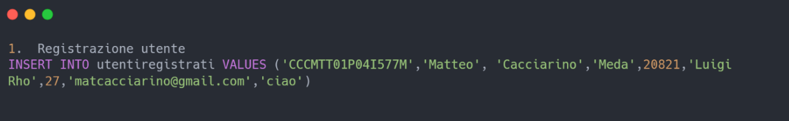 1. Registrazione utente
INSERT INTO utentiregistrati VALUES ('CCCMTT01P04I577M','Matteo', 'Cacciarino','Meda',20821,'Luigi
Rho',27,'matcacciarino@gmail.com','ciao')